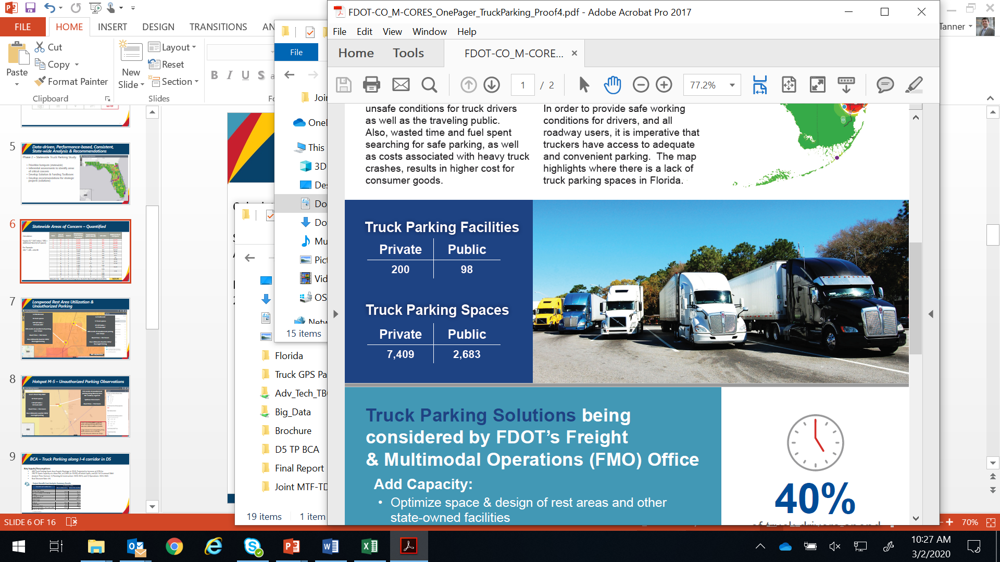 FDOT-CO_M-CORES_OnePager_TruckParking_Proof4.pdf - Adobe Acrobat Pro 2017
FILE
HOME
INSERT
DESIGN
TRANSITIONS
AN
Tanner
Cut
Copy
Format Painter
Paste
Clipboard
New
Slide
Layout
Reset
Section
Slides
B I U S
File
File Edit View Window Help
Home
Tools
FDOT-CO_M-CORES...
1 / 2
77.2%
unsafe conditions for truck drivers
as well as the traveling public.
Also, wasted time and fuel spent
searching for safe parking, as well
as costs associated with heavy truck
crashes, results in higher cost for
consumer goods.
In order to provide safe working
conditions for drivers, and all
roadway users, it is imperative that
truckers have access to adequate
and convenient parking. The map
highlights where there is a lack of
truck parking spaces in Florida.
Truck Parking Facilities
Private Public
200 98
Truck Parking Spaces
Private Public
7,409 2,683
Truck Parking Solutions being
considered by FDOT's Freight
& Multimodal Operations (FMO) Office
Add Capacity:
• Optimize space & design of rest areas and other
state-owned facilities
40%
5
Data-driven, Performance-based, Consistent,
State-wide Analysis & Recommendations
Phase 2 – Statewide Truck Parking Study
6
Statewide Areas of Concern – Quantified
7
Longwood Rest Area Utilization &
Unauthorized Parking
8
Hotspot M-5 – Unauthorized Parking Observations
9
BCA – Truck Parking along I-4 corridor in D5
Key Inputs/Assumptions
Joi
One
This
3D
Des
Do
Do
Mu
Pict
Vid
OS
Netw
15 items
Florida
Truck GPS Pa
Adv_Tech_TB
Big_Data
Brochure
D5 TP BCA
Final Report
Joint MTF-TD
19 items
1 item
SLIDE 6 OF 16
70%
10:27 AM
3/2/2020